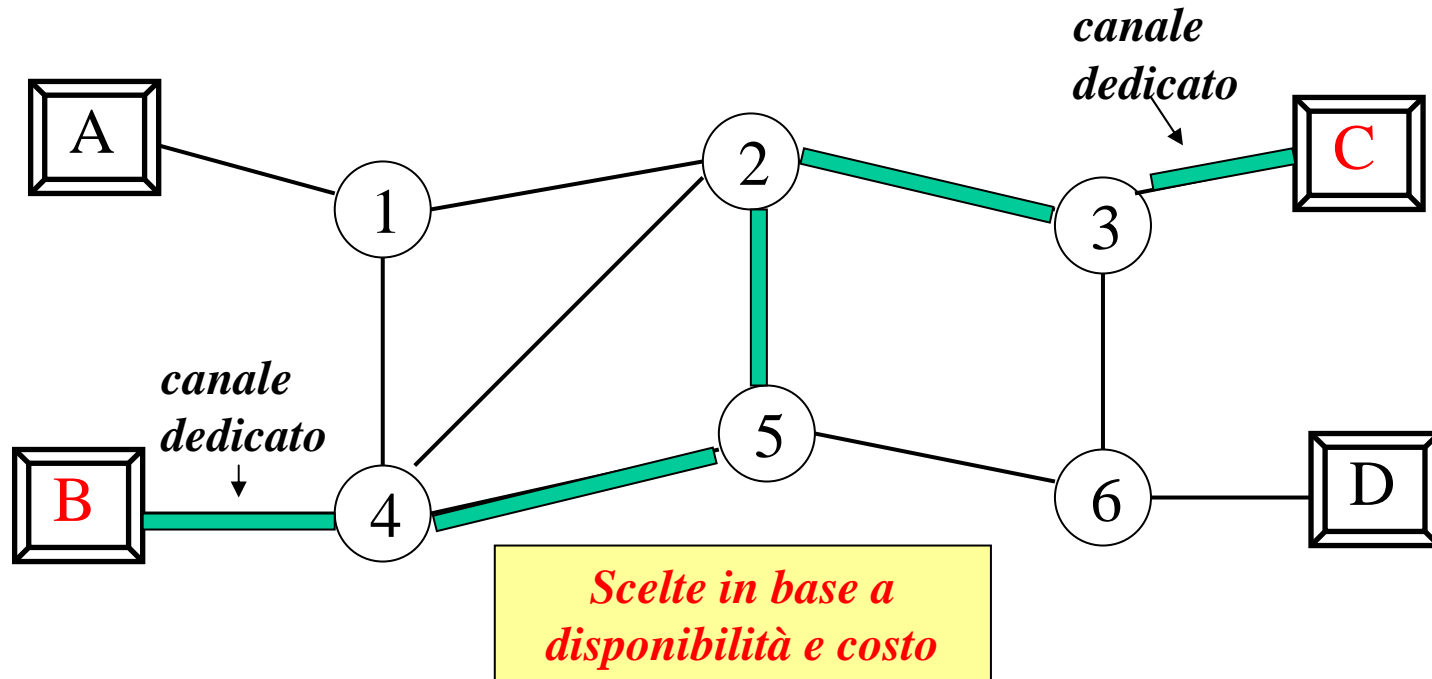 canale
dedicato
A
C
2
1
3
canale
dedicato
5
B
4
6
D
Scelte in base a
disponibilità e costo